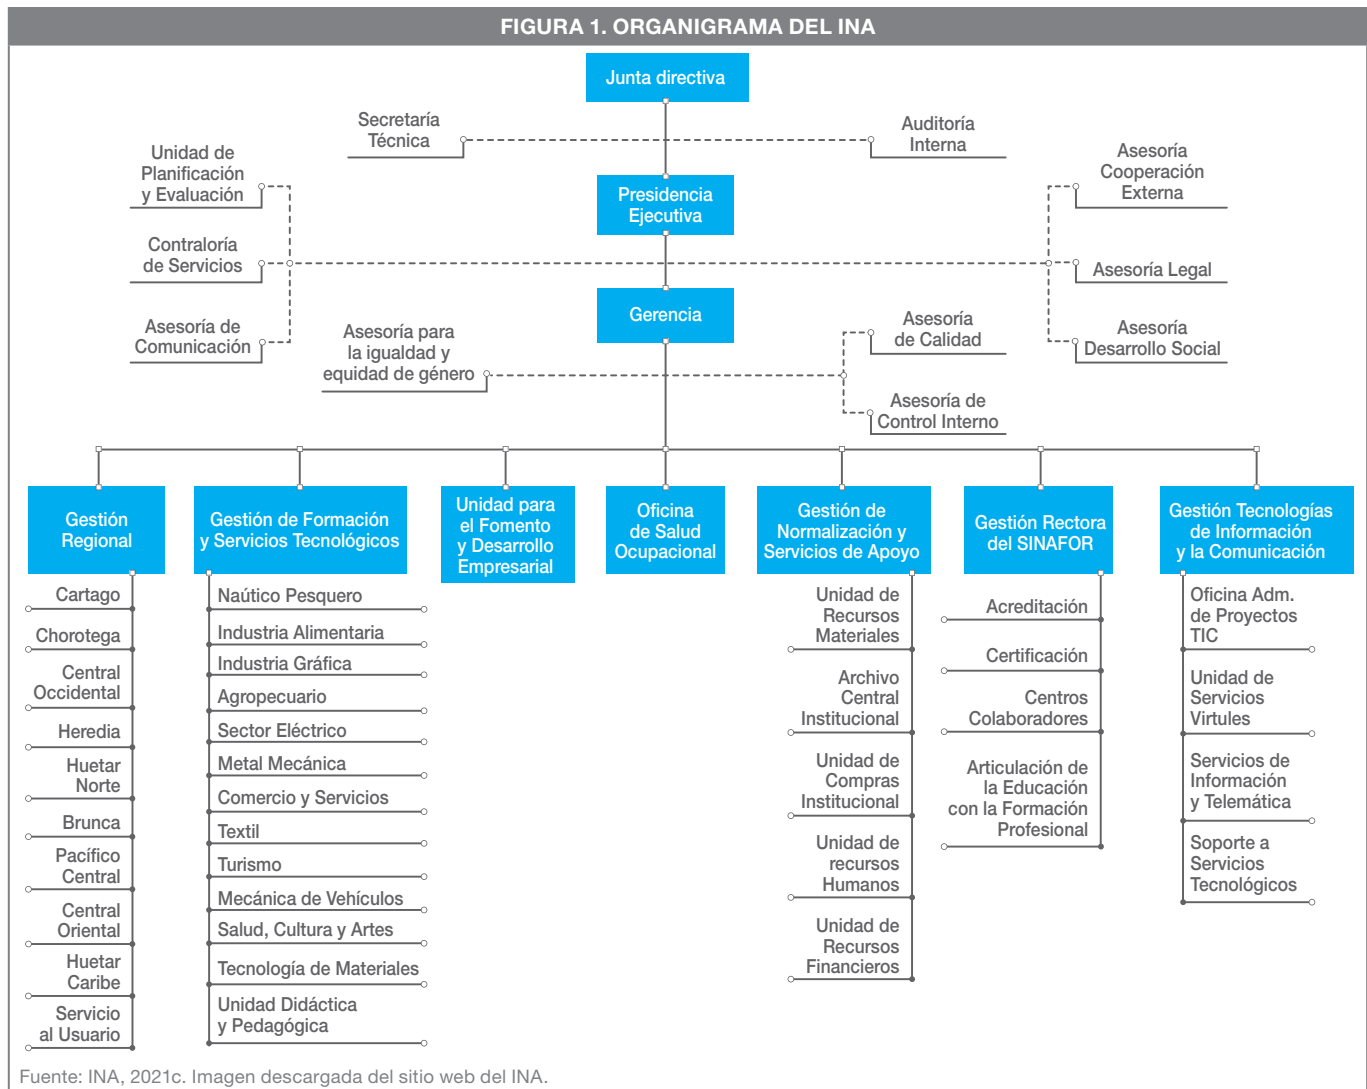 FIGURA 1. ORGANIGRAMA DEL INA
Junta directiva
Secretaría
Técnica
Auditoría
Interna
Unidad de
Planificación
y Evaluación
Asesoría
Cooperación
Externa
Presidencia
Ejecutiva
Contraloría
de Servicios
Asesoría Legal
Gerencia
Asesoría de
Comunicación
Asesoría para
la igualdad y
equidad de género
Asesoría
de Calidad
Asesoría
Desarrollo Social
Asesoría de
Control Interno
Gestión
Regional
Gestión de Formación
y Servicios Tecnológicos
Unidad para
el Fomento
y Desarrollo
Empresarial
Oficina
de Salud
Ocupacional
Gestión de
Normalización y
Servicios de Apoyo
Gestión Rectora
del SINAFOR
Gestión Tecnologías
de Información
y la Comunicación
Cartago
Chorotega
Central
Occidental
Heredia
Huetar
Norte
Brunca
Pacífico
Central
Central
Oriental
Huetar
Caribe
Servicio
al Usuario
Naútico Pesquero
Industria Alimentaria
Industria Gráfica
Agropecuario
Sector Eléctrico
Metal Mecánica
Comercio y Servicios
Textil
Turismo
Mecánica de Vehículos
Salud, Cultura y Artes
Tecnología de Materiales
Unidad Didáctica
y Pedagógica
Unidad de
Recursos
Materiales
Archivo
Central
Institucional
Unidad de
Compras
Institucional
Unidad de
recursos
Humanos
Unidad de
Recursos
Financieros
Acreditación
Certificación
Centros
Colaboradores
Articulación de
la Educación
con la Formación
Profesional
Oficina Adm.
de Proyectos
TIC
Unidad de
Servicios
Virtules
Servicios de
Información
y Telemática
Soporte a
Servicios
Tecnológicos
Fuente: INA, 2021c. Imagen descargada del sitio web del INA.